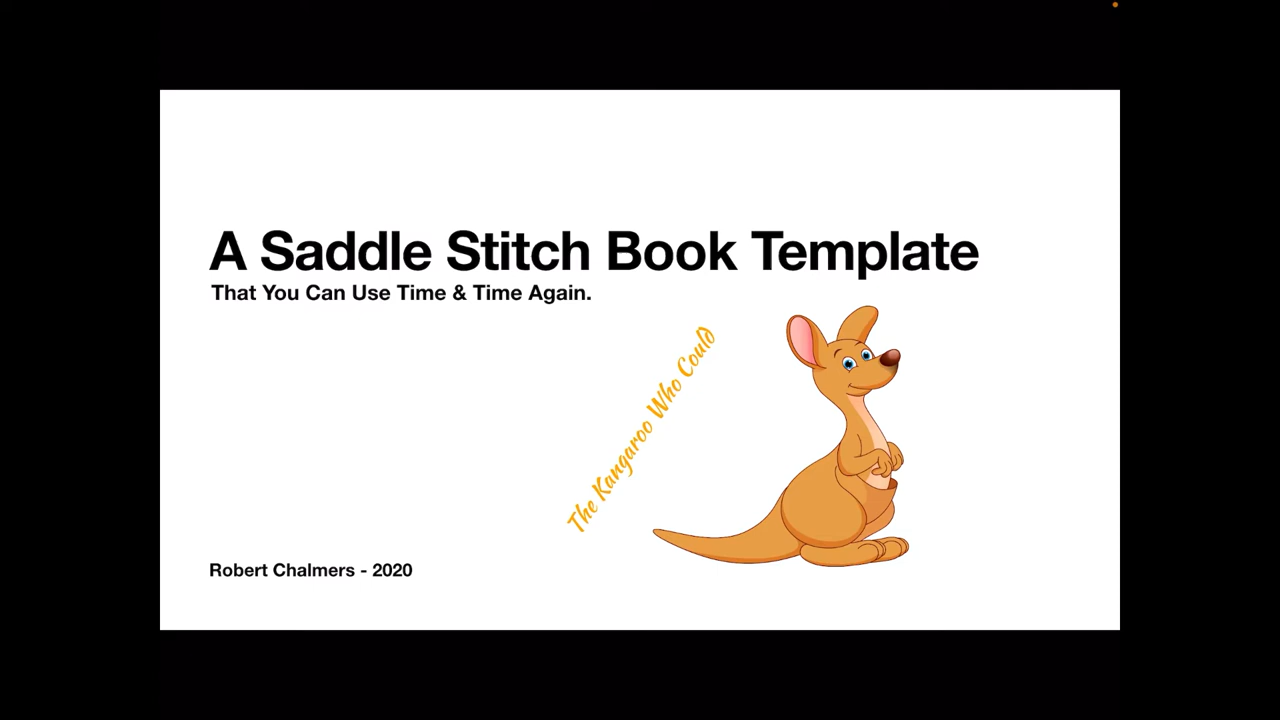 A Saddle Stitch Book Template
That You Can Use Time & Time Again.
The Kangaroo Who Could
Robert Chalmers - 2020